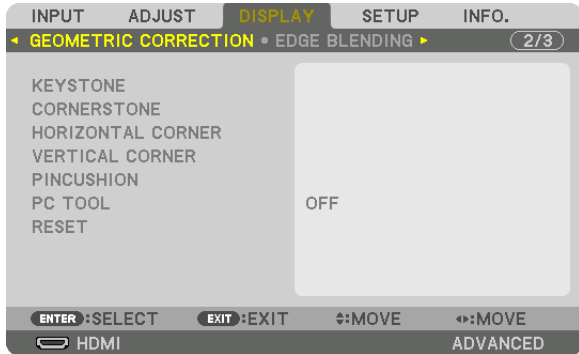 INPUT ADJUST DISPLAY SETUP INFO.
GEOMETRIC CORRECTION • EDGE BLENDING 2/3
KEYSTONE
CORNERSTONE
HORIZONTAL CORNER
VERTICAL CORNER
PINCUSHION
PC TOOL OFF
RESET
ENTER :SELECT EXIT :EXIT :MOVE :MOVE
HDMI ADVANCED